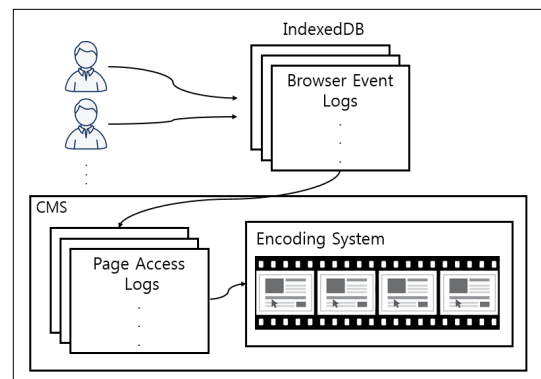 IndexedDB
Browser Event
Logs
CMS
Page Access
Logs
Encoding System